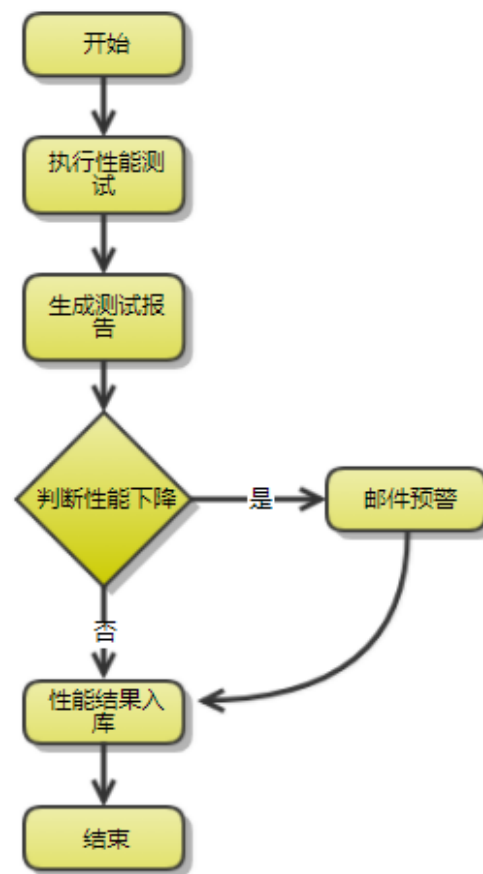 开始
执行性能测
试
生成测试报
告
判断性能下降
是
邮件预警
否
性能结果入
库
结束